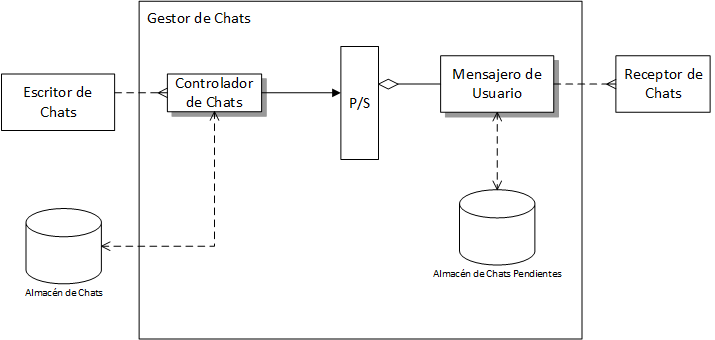 Gestor de Chats
Escritor de
Chats
Controlador
de Chats
P/S
Mensajero de
Usuario
Receptor de
Chats
Almacén de Chats
Almacén de Chats Pendientes